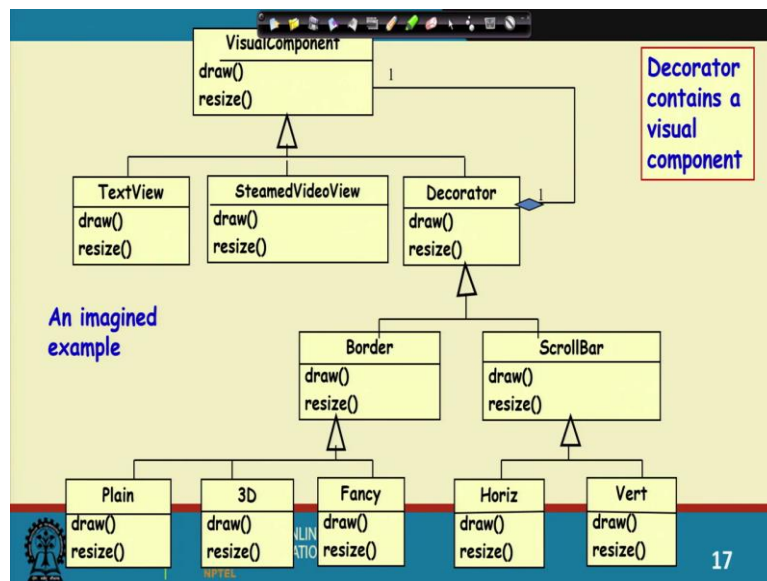 VisualComponent
draw()
resize()
1
Decorator
contains a
visual
component
TextView
draw()
resize()
SteamedVideoView
draw()
resize()
Decorator
draw()
resize()
1
An imagined
example
Border
draw()
resize()
ScrollBar
draw()
resize()
Plain
draw()
resize()
3D
draw()
resize()
Fancy
draw()
resize()
Horiz
draw()
resize()
Vert
draw()
resize()
NPTEL
17